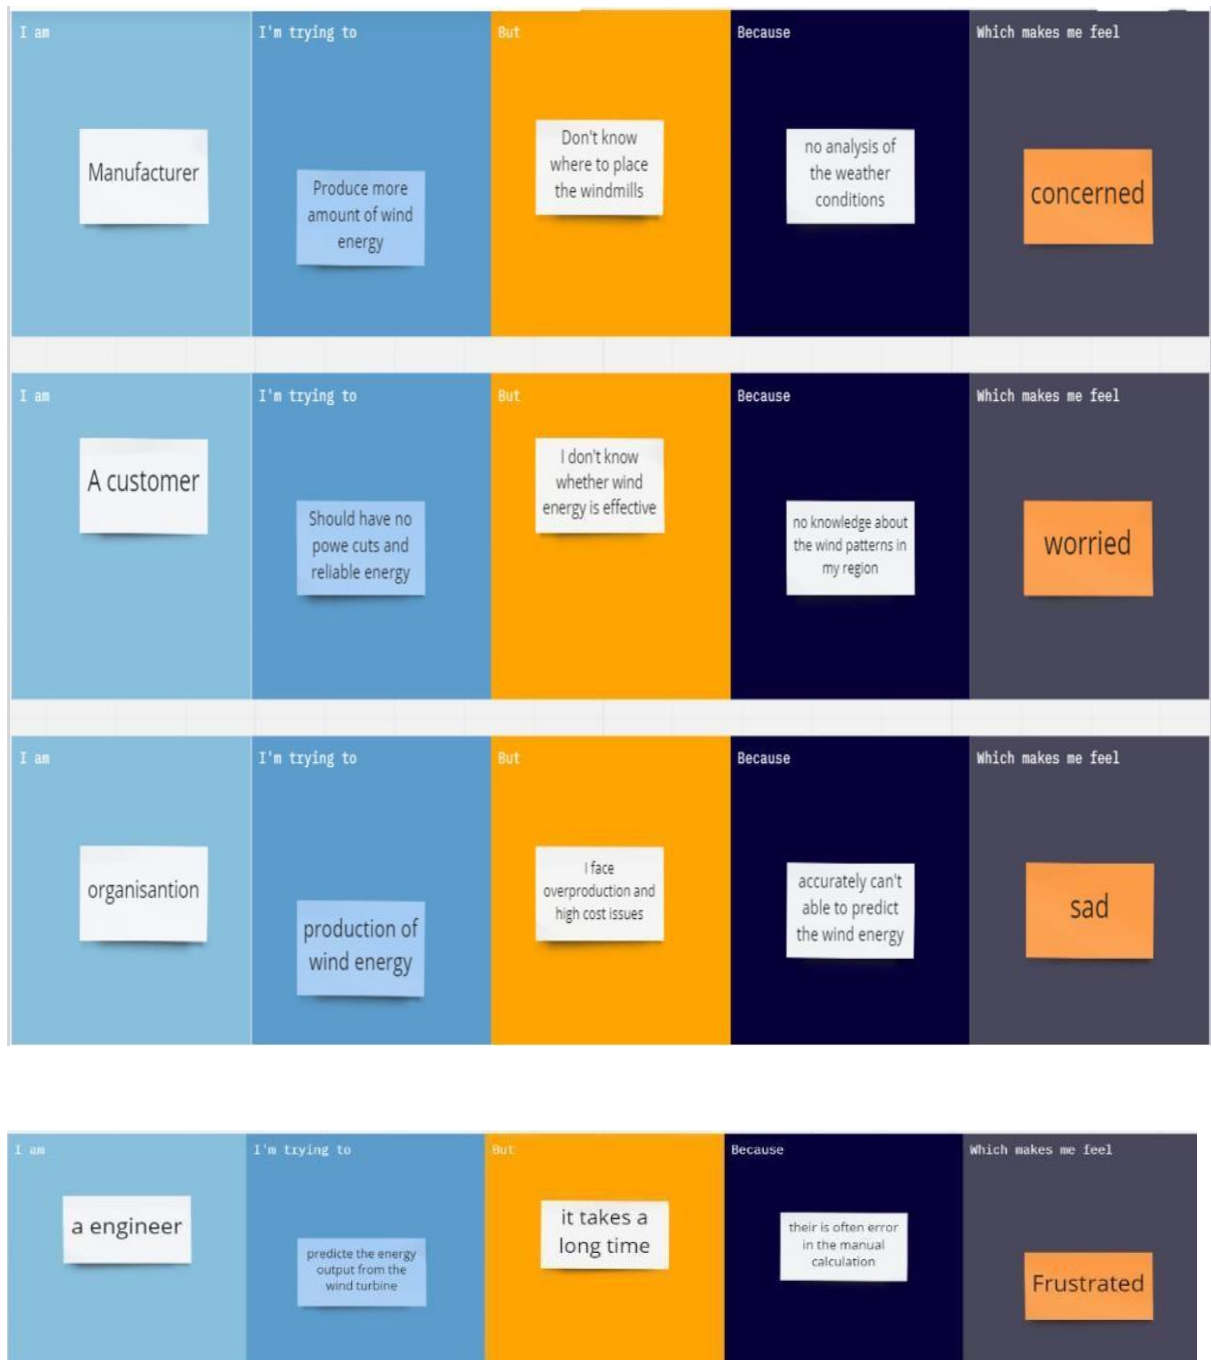 I am
I'm trying to
But
Because
Which makes me feel
Manufacturer
Produce more
amount of wind
energy
Don't know
where to place
the windmills
no analysis of
the weather
conditions
concerned
I am
I'm trying to
But
Because
Which makes me feel
A customer
Should have no
powe cuts and
reliable energy
I don't know
whether wind
energy is effective
no knowledge about
the wind patterns in
my region
worried
I am
I'm trying to
But
Because
Which makes me feel
organisantion
production of
wind energy
I face
overproduction and
high cost issues
accurately can't
able to predict
the wind energy
sad
I am
I'm trying to
But
Because
Which makes me feel
a engineer
predicte the energy
output from the
wind turbine
it takes a
long time
their is often error
in the manual
calculation
Frustrated